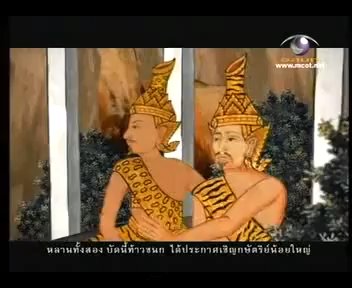 www.mcot.net
หลานทั้งสอง บัดนี้ท้าวชนก ได้ประกาศเชิญกษัตริย์น้อยใหญ่